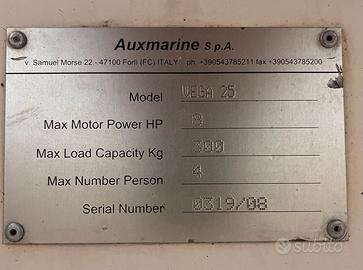 Auxmarine S.p.A.
v. Samuel Morse 22 - 47100 Forlì (FC) ITALY ph. +390543785211 fax +390543785200
Model VEGA 25
Max Motor Power HP 8
Max Load Capacity Kg 300
Max Number Person 4
Serial Number 0319/08
subito